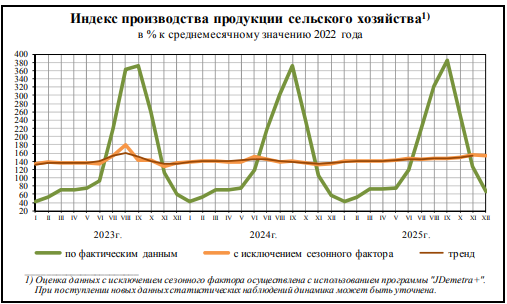 Индекс производства продукции сельского хозяйства1)
в % к среднемесячному значению 2022 года
400
380
360
340
320
300
280
260
240
220
200
180
160
140
120
100
80
60
40
20
I II III IV V VI VII VIII IX X XI XII I II III IV V VI VII VIII IX X XI XII I II III IV V VI VII VIII IX X XI XII
2023г. 2024г. 2025г.
по фактическим данным с исключением сезонного фактора тренд
1) Оценка данных с исключением сезонного фактора осуществлена с использованием программы "JDemetra+".
При поступлении новых данных статистических наблюдений динамика может быть уточнена.